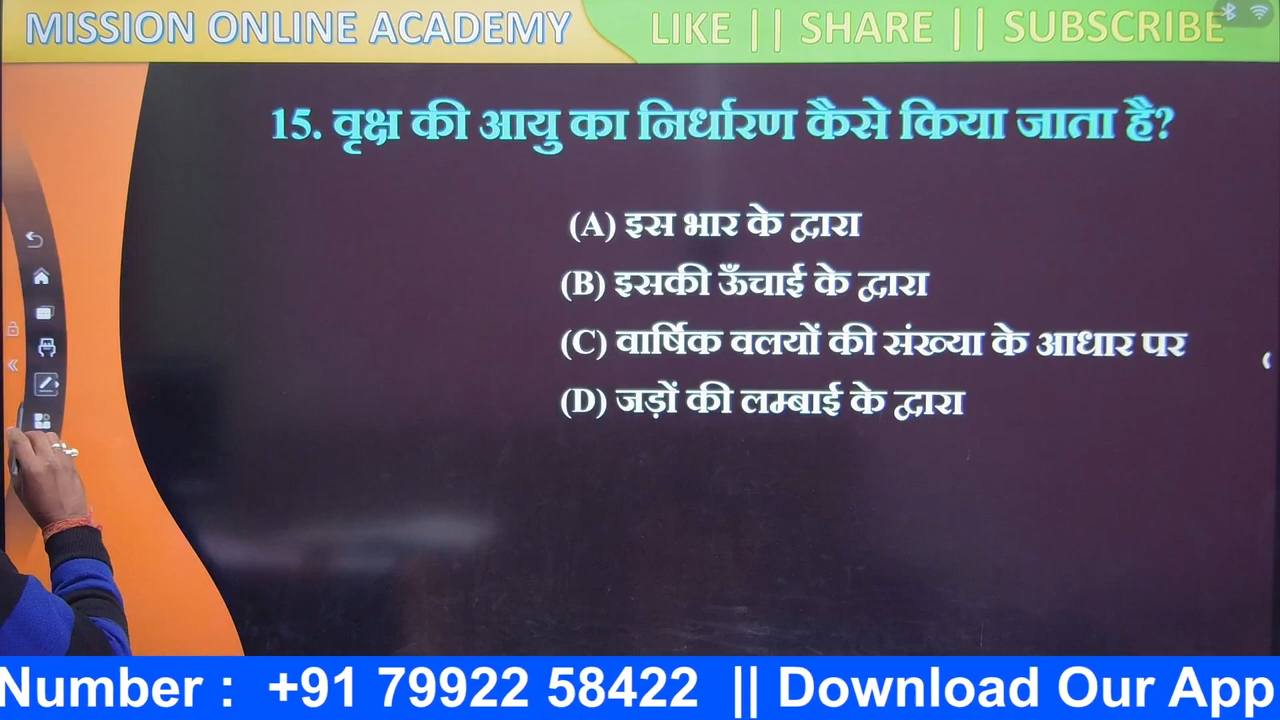 MISSION ONLINE ACADEMY
LIKE || SHARE || SUBSCRIBE
15. वृक्ष की आयु का निर्धारण कैसे किया जाता है?
(A) इस भार के द्वारा
(B) इसकी ऊँचाई के द्वारा
(C) वार्षिक वलयों की संख्या के आधार पर
(D) जड़ों की लम्बाई के द्वारा
Number : +91 79922 58422 || Download Our App